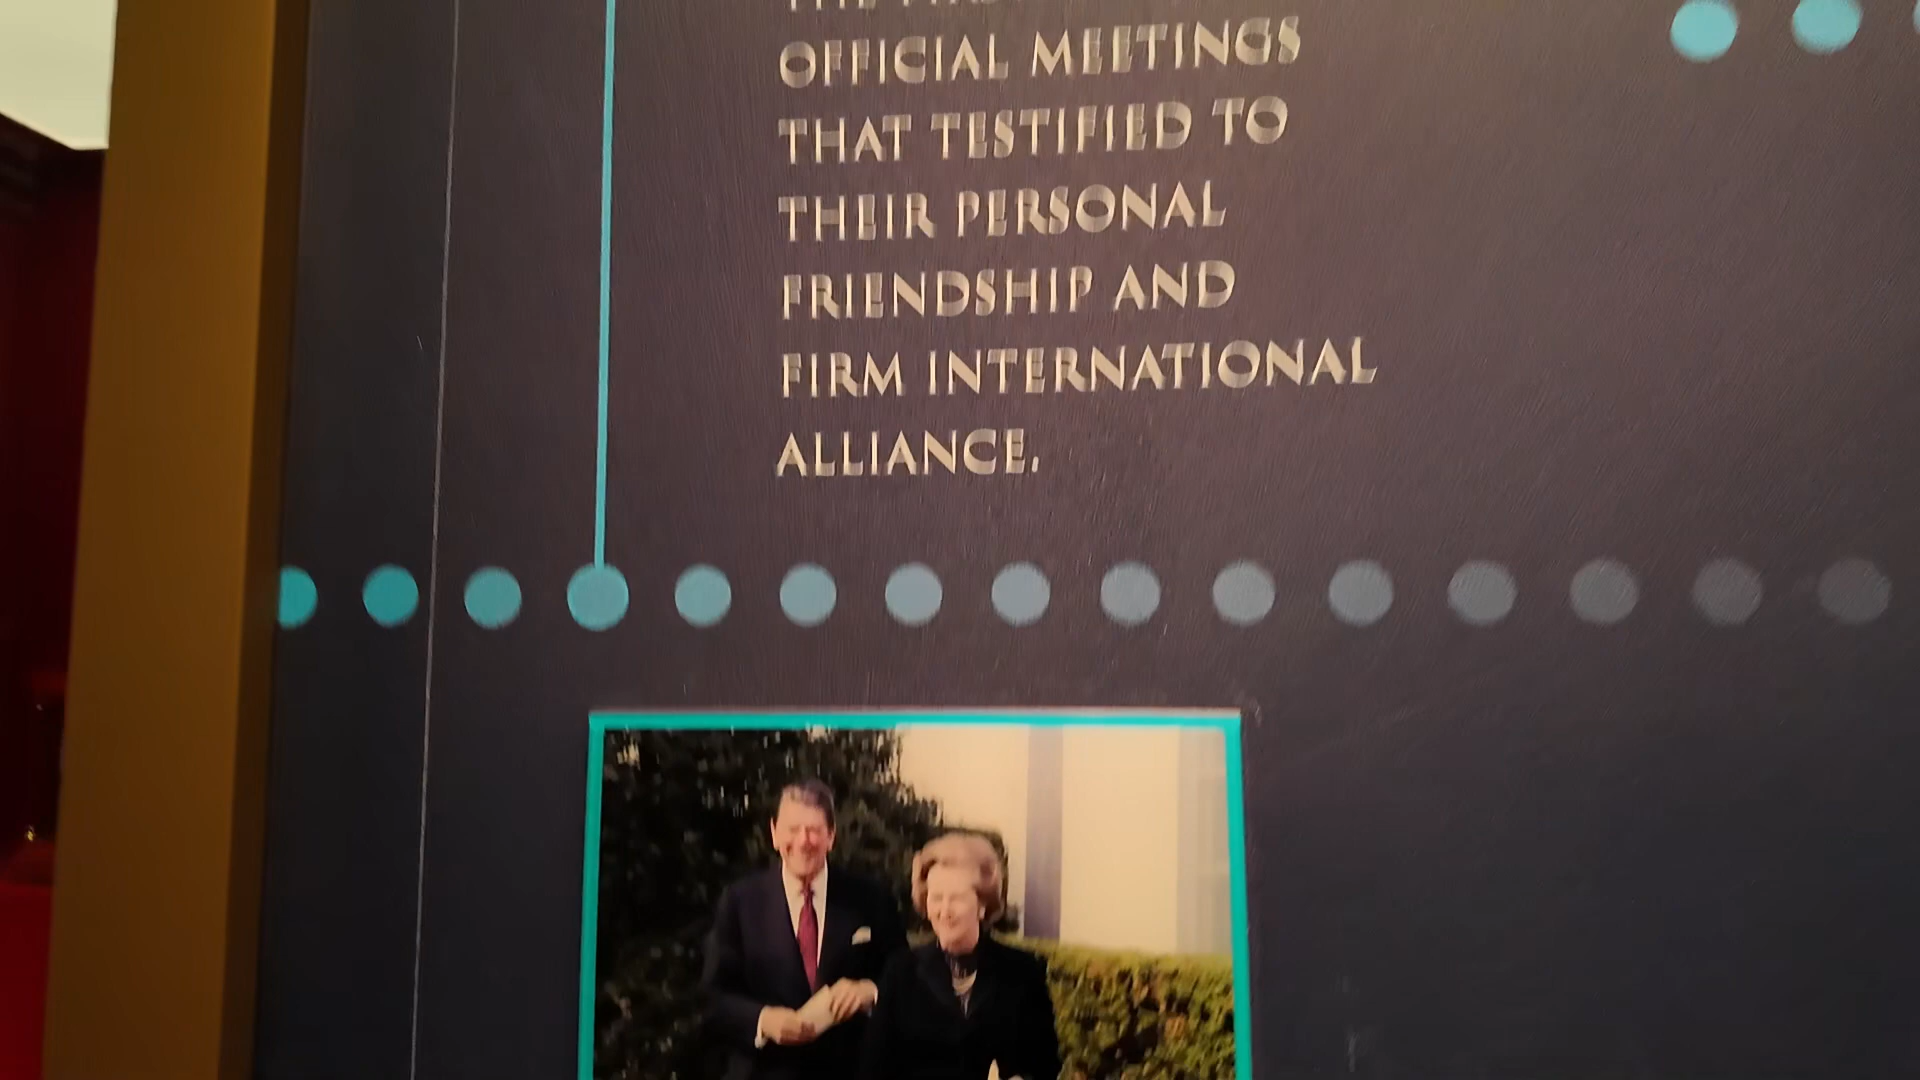 OFFICIAL MEETINGS
THAT TESTIFIED TO
THEIR PERSONAL
FRIENDSHIP AND
FIRM INTERNATIONAL
ALLIANCE.